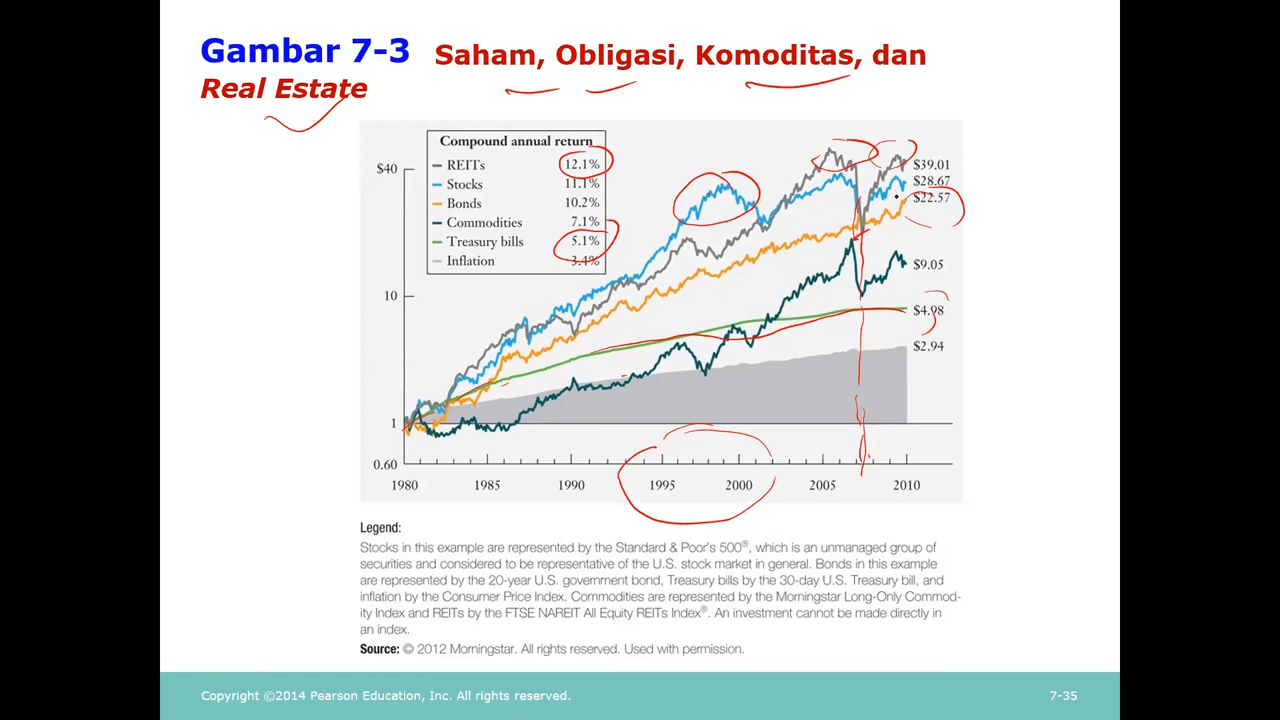 Gambar 7-3 Saham, Obligasi, Komoditas, dan
Real Estate
Compound annual return
REITs 12.1%
Stocks 11.1%
Bonds 10.2%
Commodities 7.1%
Treasury bills 5.1%
Inflation 3.4%
$40
10
1
0.60
$39.01
$28.67
$22.57
$9.05
$4.98
$2.94
1980 1985 1990 1995 2000 2005 2010
Legend:
Stocks in this example are represented by the Standard & Poor's 500®, which is an unmanaged group of
securities and considered to be representative of the U.S. stock market in general. Bonds in this example
are represented by the 20-year U.S. government bond, Treasury bills by the 30-day U.S. Treasury bill, and
inflation by the Consumer Price Index. Commodities are represented by the Morningstar Long-Only Commod-
ity Index and REITs by the FTSE NAREIT All Equity REITs Index®. An investment cannot be made directly in
an index.
Source: © 2012 Morningstar. All rights reserved. Used with permission.
Copyright ©2014 Pearson Education, Inc. All rights reserved. 7-35